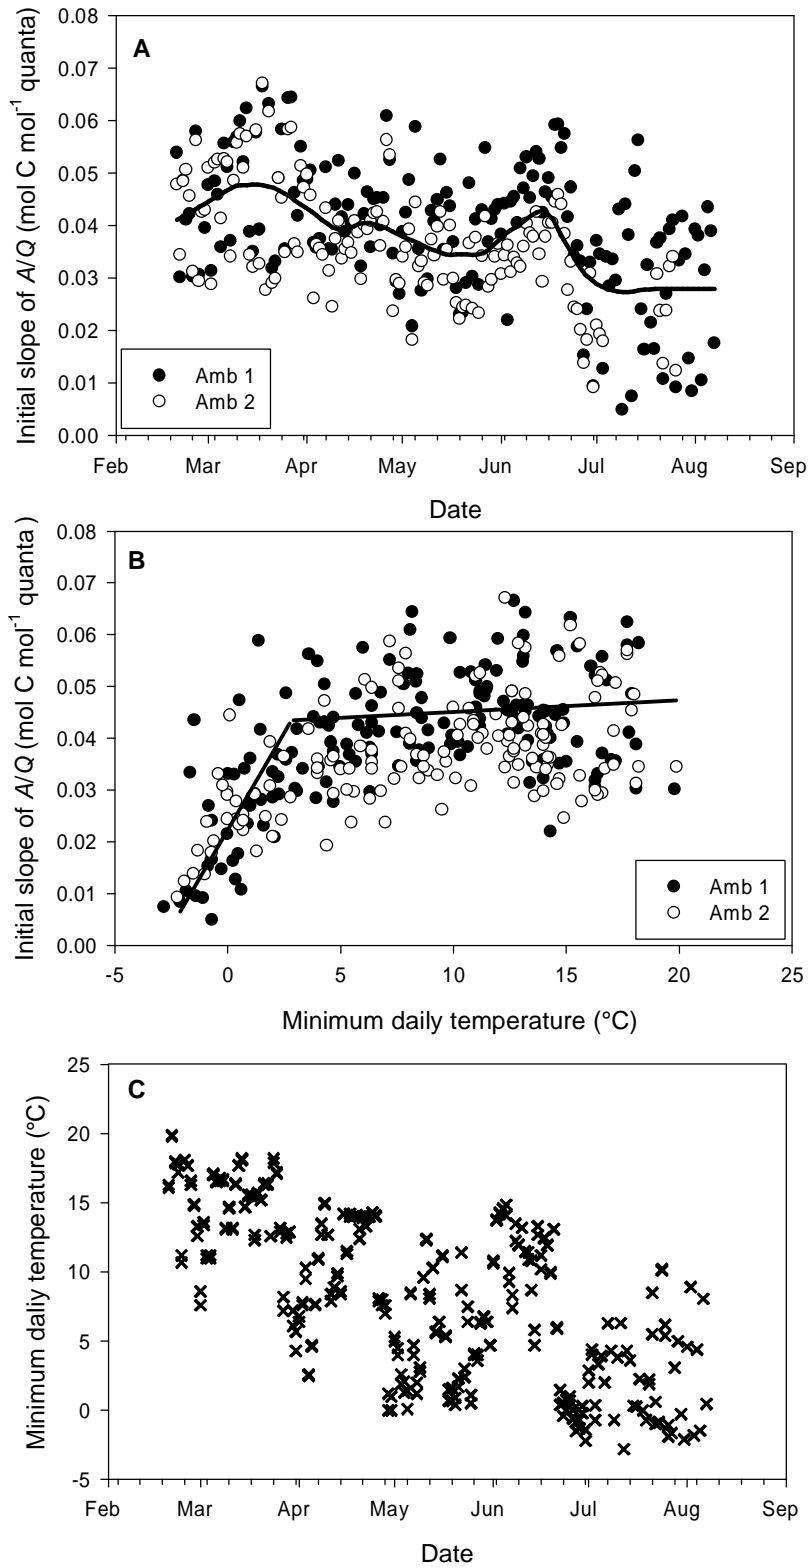 A
Initial slope of A/Q (mol C mol⁻¹ quanta)
0.08
0.07
0.06
0.05
0.04
0.03
0.02
0.01
0.00
Amb 1
Amb 2
Feb Mar Apr May Jun Jul Aug Sep
Date
B
Initial slope of A/Q (mol C mol⁻¹ quanta )
0.08
0.07
0.06
0.05
0.04
0.03
0.02
0.01
0.00
Amb 1
Amb 2
-5 0 5 10 15 20 25
Minimum daily temperature (°C)
C
Minimum daliy temperature (°C)
25
20
15
10
5
0
-5
Feb Mar Apr May Jun Jul Aug Sep
Date